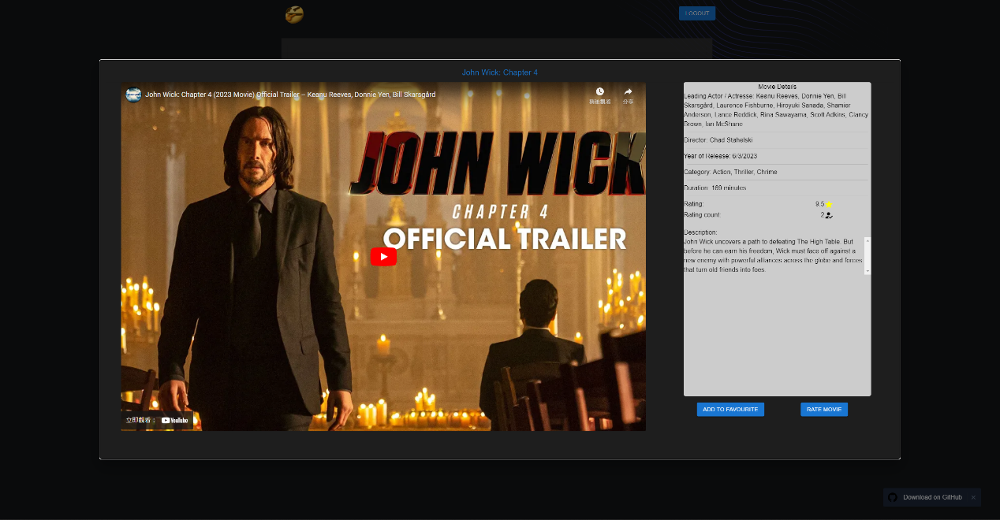 LOGOUT
John Wick: Chapter 4
John Wick: Chapter 4 (2023 Movie) Official Trailer – Keanu Reeves, Donnie Yen, Bill Skarsgård
稍後觀看
分享
JOHN WICK
CHAPTER 4
OFFICIAL TRAILER
立即觀看：
YouTube
Movie Details
Leading Actor / Actresse: Keanu Reeves, Donnie Yen, Bill
Skarsgård, Laurence Fishburne, Hiroyuki Sanada, Shamier
Anderson, Lance Reddick, Rina Sawayama, Scott Adkins, Clancy
Brown, Ian McShane
Director: Chad Stahelski
Year of Release: 6/3/2023
Category: Action, Thriller, Chrime
Duration: 169 minutes
Rating: 9.5
Rating count: 2
Description:
John Wick uncovers a path to defeating The High Table. But
before he can earn his freedom, Wick must face off against a
new enemy with powerful alliances across the globe and forces
that turn old friends into foes.
ADD TO FAVOURITE
RATE MOVIE
Download on GitHub